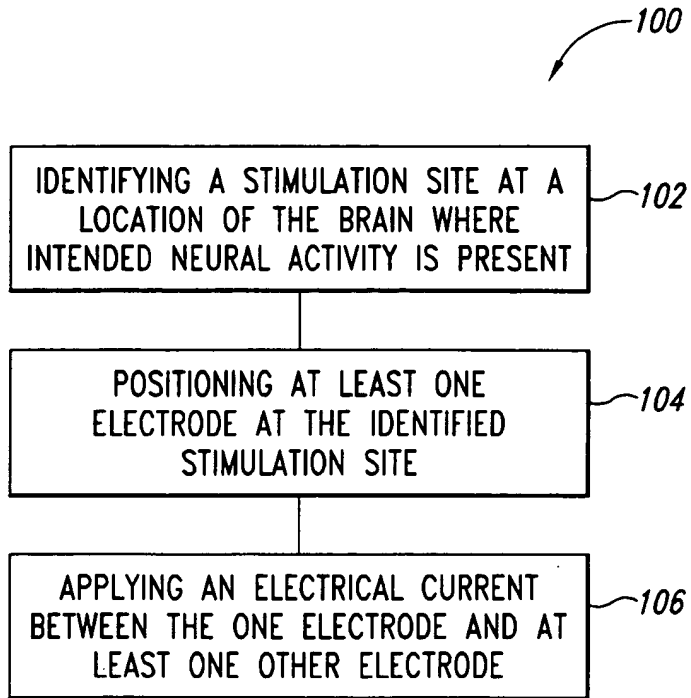 100
IDENTIFYING A STIMULATION SITE AT A
LOCATION OF THE BRAIN WHERE
INTENDED NEURAL ACTIVITY IS PRESENT
102
POSITIONING AT LEAST ONE
ELECTRODE AT THE IDENTIFIED
STIMULATION SITE
104
APPLYING AN ELECTRICAL CURRENT
BETWEEN THE ONE ELECTRODE AND AT
LEAST ONE OTHER ELECTRODE
106